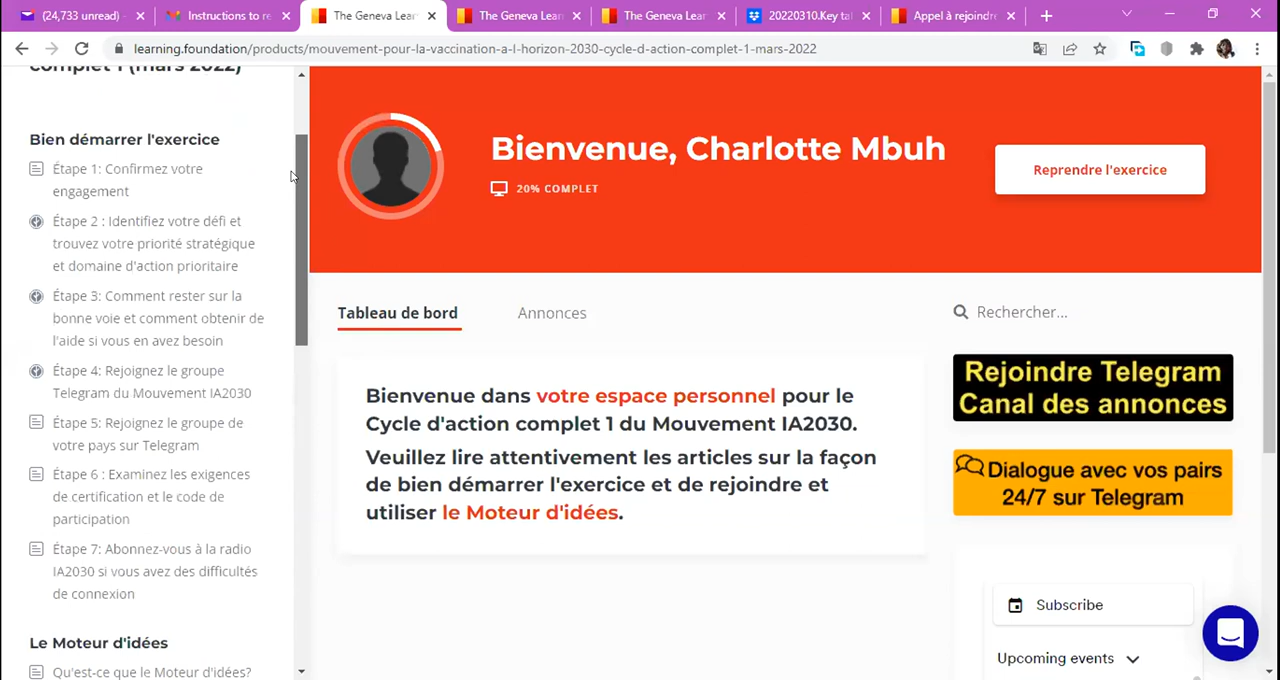 (24,733 unread) -
Instructions to re
The Geneva Lear
The Geneva Lear
The Geneva Lear
20220310.Key tal
Appel à rejoindre
learning.foundation/products/mouvement-pour-la-vaccination-a-l-horizon-2030-cycle-d-action-complet-1-mars-2022
complet 1 (mars 2022)
Bien démarrer l'exercice
Étape 1: Confirmez votre
engagement
Étape 2 : Identifiez votre défi et
trouvez votre priorité stratégique
et domaine d'action prioritaire
Étape 3: Comment rester sur la
bonne voie et comment obtenir de
l'aide si vous en avez besoin
Étape 4: Rejoignez le groupe
Telegram du Mouvement IA2030
Étape 5: Rejoignez le groupe de
votre pays sur Telegram
Étape 6 : Examinez les exigences
de certification et le code de
participation
Étape 7: Abonnez-vous à la radio
IA2030 si vous avez des difficultés
de connexion
Le Moteur d'idées
Qu'est-ce que le Moteur d'idées?
Bienvenue, Charlotte Mbuh
20% COMPLET
Reprendre l'exercice
Tableau de bord
Annonces
Rechercher...
Bienvenue dans votre espace personnel pour le
Cycle d'action complet 1 du Mouvement IA2030.
Veuillez lire attentivement les articles sur la façon
de bien démarrer l'exercice et de rejoindre et
utiliser le Moteur d'idées.
Rejoindre Telegram
Canal des annonces
Dialogue avec vos pairs
24/7 sur Telegram
Subscribe
Upcoming events